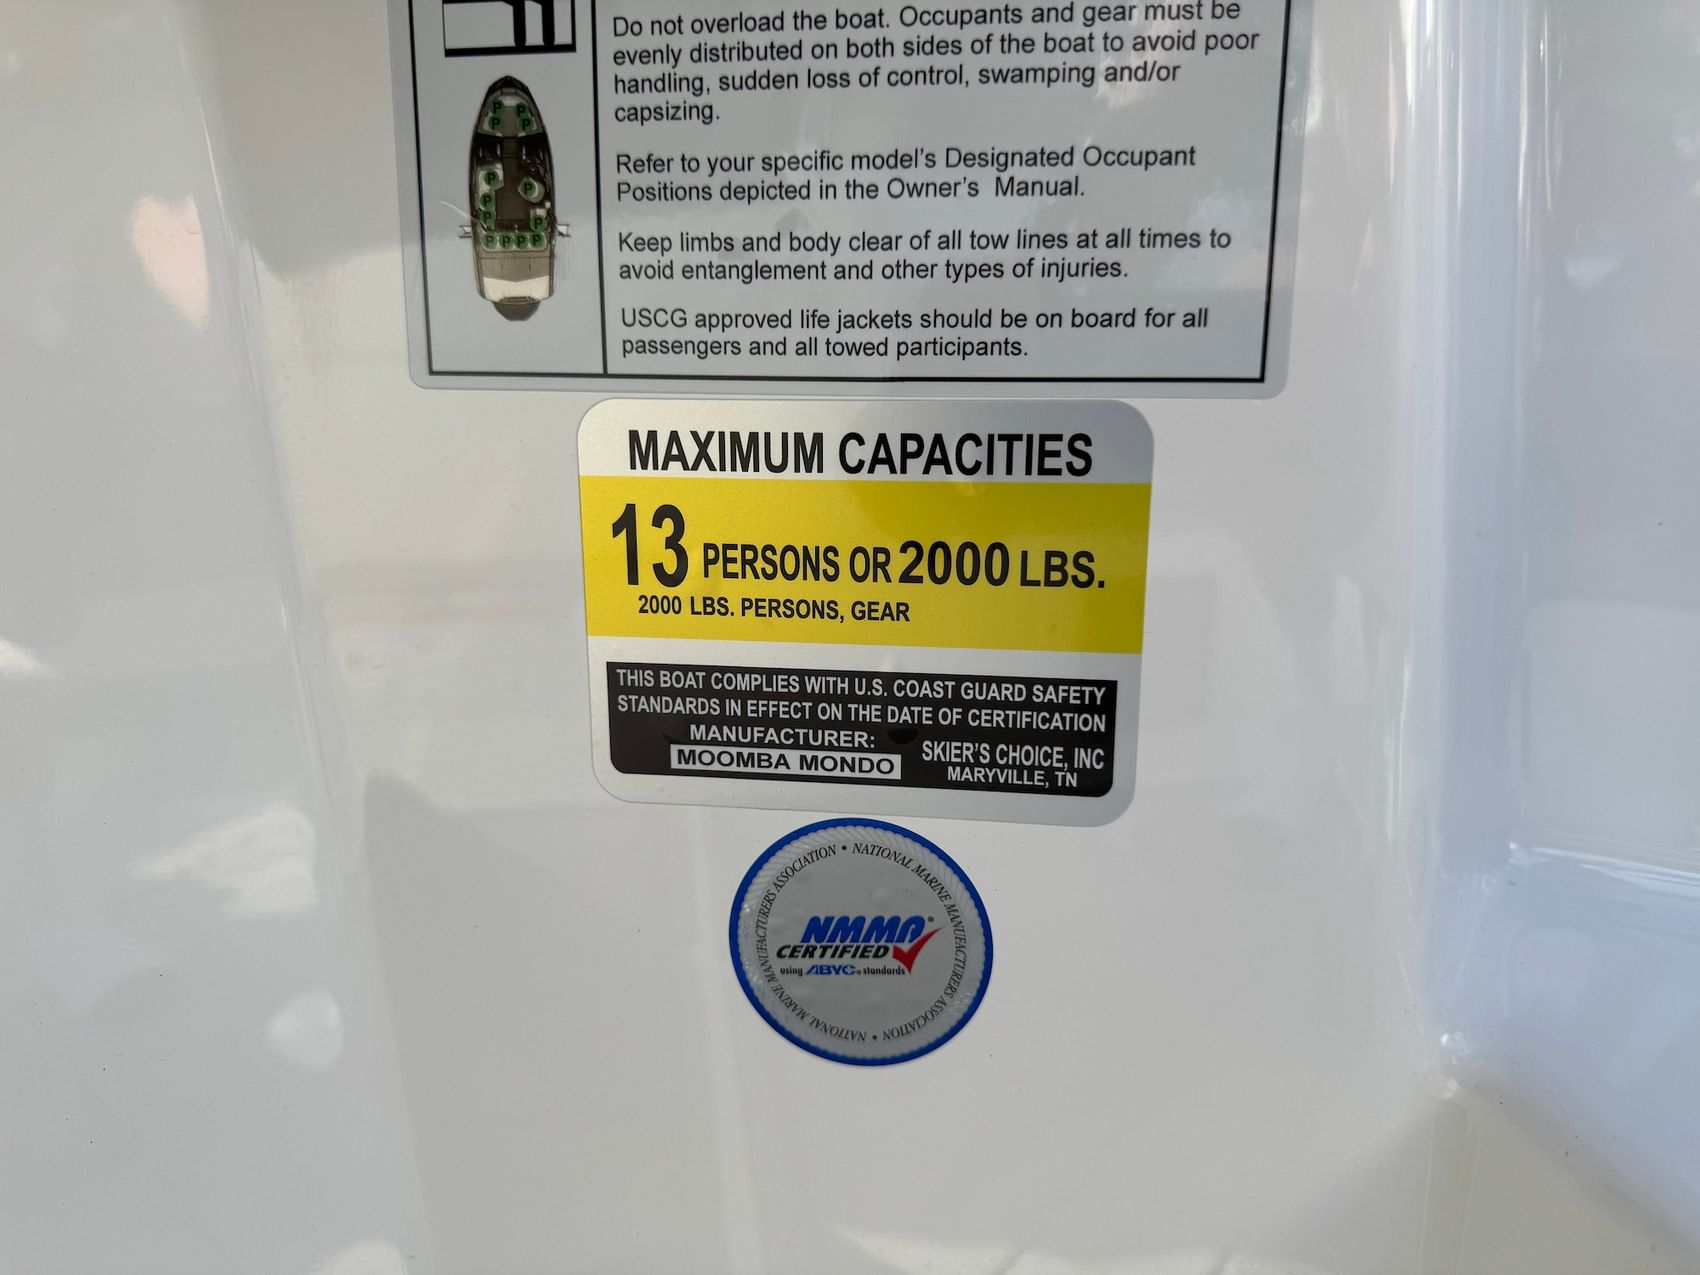 Do not overload the boat. Occupants and gear must be
evenly distributed on both sides of the boat to avoid poor
handling, sudden loss of control, swamping and/or
capsizing.
Refer to your specific model's Designated Occupant
Positions depicted in the Owner's Manual.
Keep limbs and body clear of all tow lines at all times to
avoid entanglement and other types of injuries.
USCG approved life jackets should be on board for all
passengers and all towed participants.
P P
P P
P P
P
P P
P P P P
MAXIMUM CAPACITIES
13 PERSONS OR 2000 LBS.
2000 LBS. PERSONS, GEAR
THIS BOAT COMPLIES WITH U.S. COAST GUARD SAFETY
STANDARDS IN EFFECT ON THE DATE OF CERTIFICATION
MANUFACTURER:
MOOMBA MONDO
SKIER'S CHOICE, INC
MARYVILLE, TN
NATIONAL MARINE MANUFACTURERS ASSOCIATION • NATIONAL MARINE MANUFACTURERS ASSOCIATION •
NMMA®
CERTIFIED
using ABYC® standards